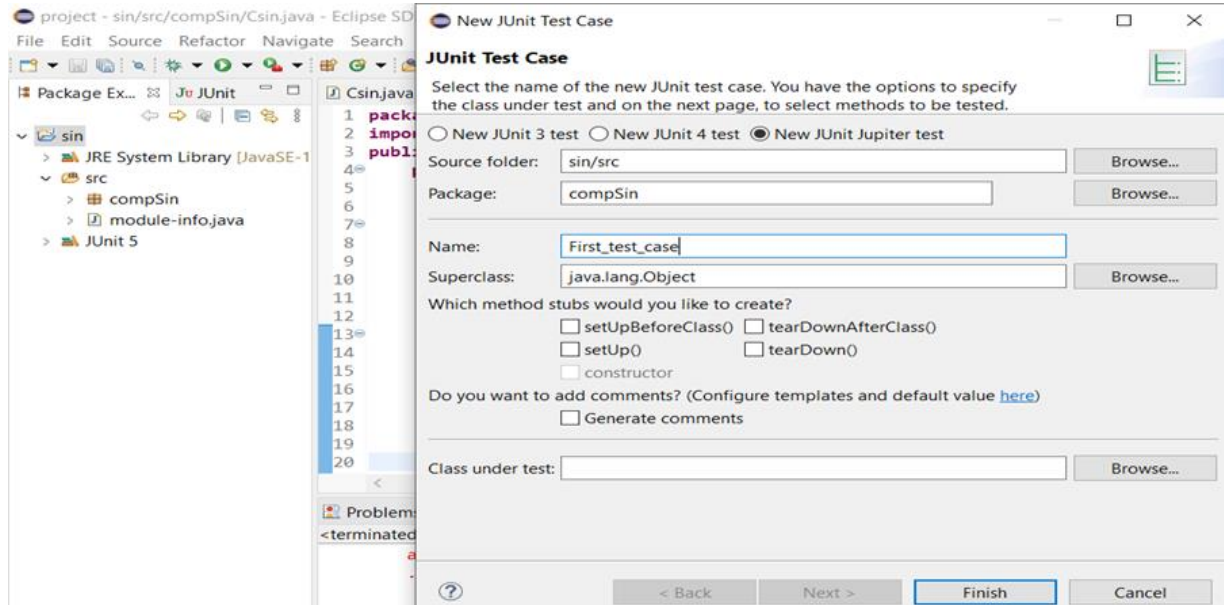 project - sin/src/compSin/Csin.java - Eclipse SD
File Edit Source Refactor Navigate Search
Package Ex... JUnit
sin
JRE System Library [JavaSE-1
src
compSin
module-info.java
JUnit 5
Csin.java
1 packa
2 impor
3 publi
4
5
6
7
8
9
10
11
12
13
14
15
16
17
18
19
20
Problem
<terminated
New JUnit Test Case
JUnit Test Case
Select the name of the new JUnit test case. You have the options to specify
the class under test and on the next page, to select methods to be tested.
New JUnit 3 test New JUnit 4 test New JUnit Jupiter test
Source folder: sin/src Browse...
Package: compSin Browse...
Name: First_test_case
Superclass: java.lang.Object Browse...
Which method stubs would you like to create?
setUpBeforeClass() tearDownAfterClass()
setUp() tearDown()
constructor
Do you want to add comments? (Configure templates and default value here)
Generate comments
Class under test: Browse...
< Back Next > Finish Cancel